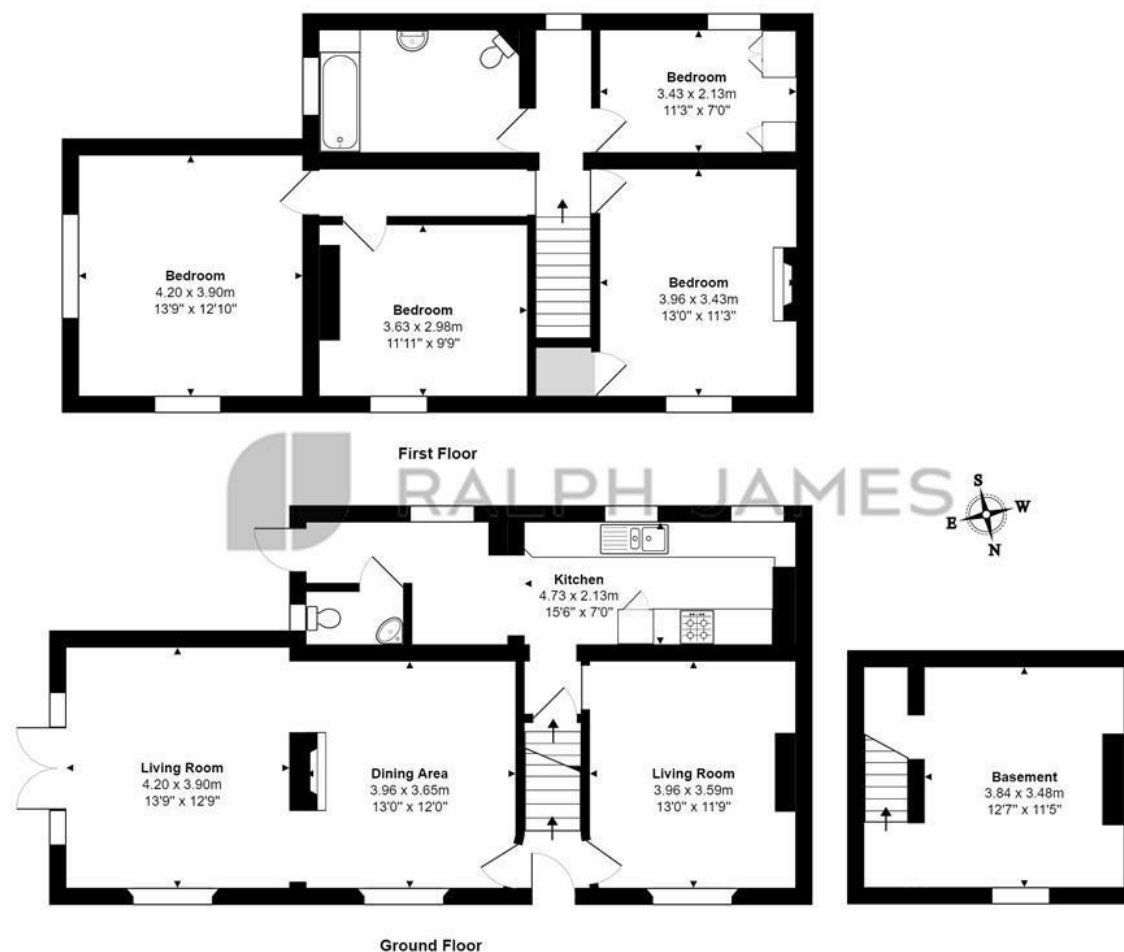 Bedroom
3.43 x 2.13m
11'3" x 7'0"
Bedroom
4.20 x 3.90m
13'9" x 12'10"
Bedroom
3.63 x 2.98m
11'11" x 9'9"
Bedroom
3.96 x 3.43m
13'0" x 11'3"
First Floor
RALPH JAMES
S
W
E
N
Kitchen
4.73 x 2.13m
15'6" x 7'0"
Living Room
4.20 x 3.90m
13'9" x 12'9"
Dining Area
3.96 x 3.65m
13'0" x 12'0"
Living Room
3.96 x 3.59m
13'0" x 11'9"
Basement
3.84 x 3.48m
12'7" x 11'5"
Ground Floor